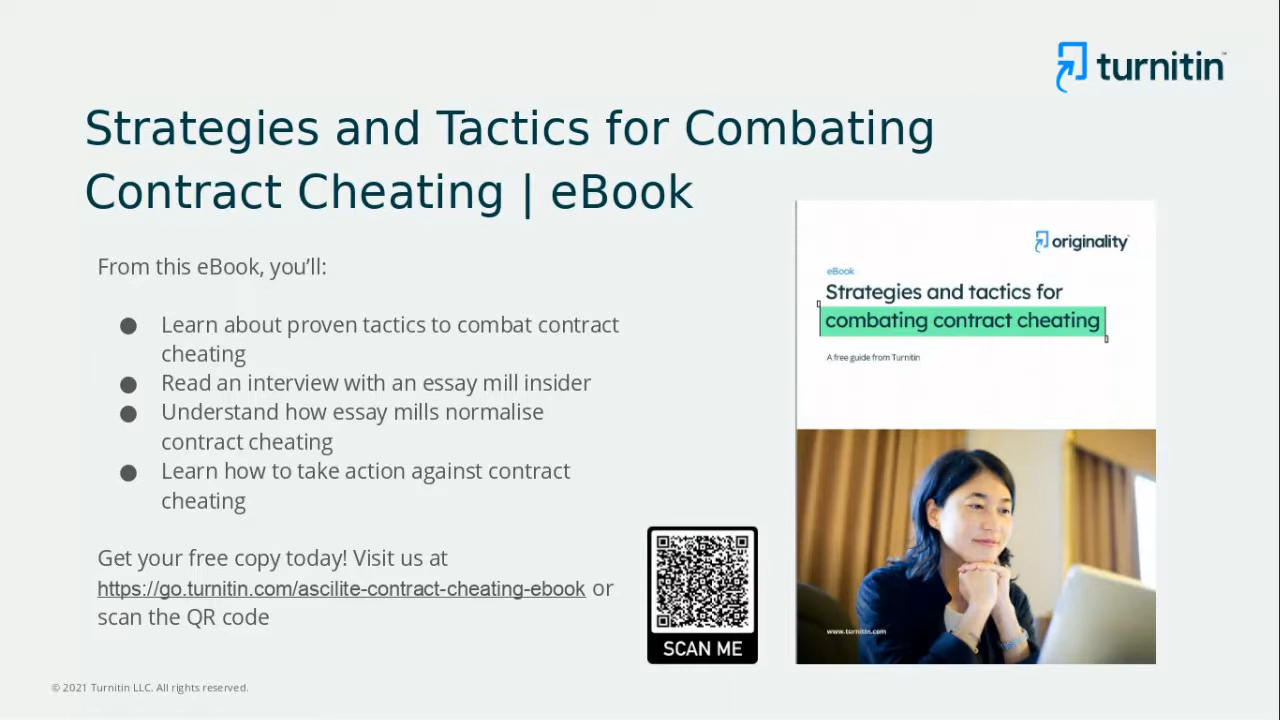 turnitin
Strategies and Tactics for Combating
Contract Cheating | eBook
From this eBook, you’ll:
● Learn about proven tactics to combat contract
cheating
● Read an interview with an essay mill insider
● Understand how essay mills normalise
contract cheating
● Learn how to take action against contract
cheating
Get your free copy today! Visit us at
https://go.turnitin.com/ascilite-contract-cheating-ebook or
scan the QR code
SCAN ME
originality
eBook
Strategies and tactics for
combating contract cheating
A free guide from Turnitin
www.turnitin.com
© 2021 Turnitin LLC. All rights reserved.